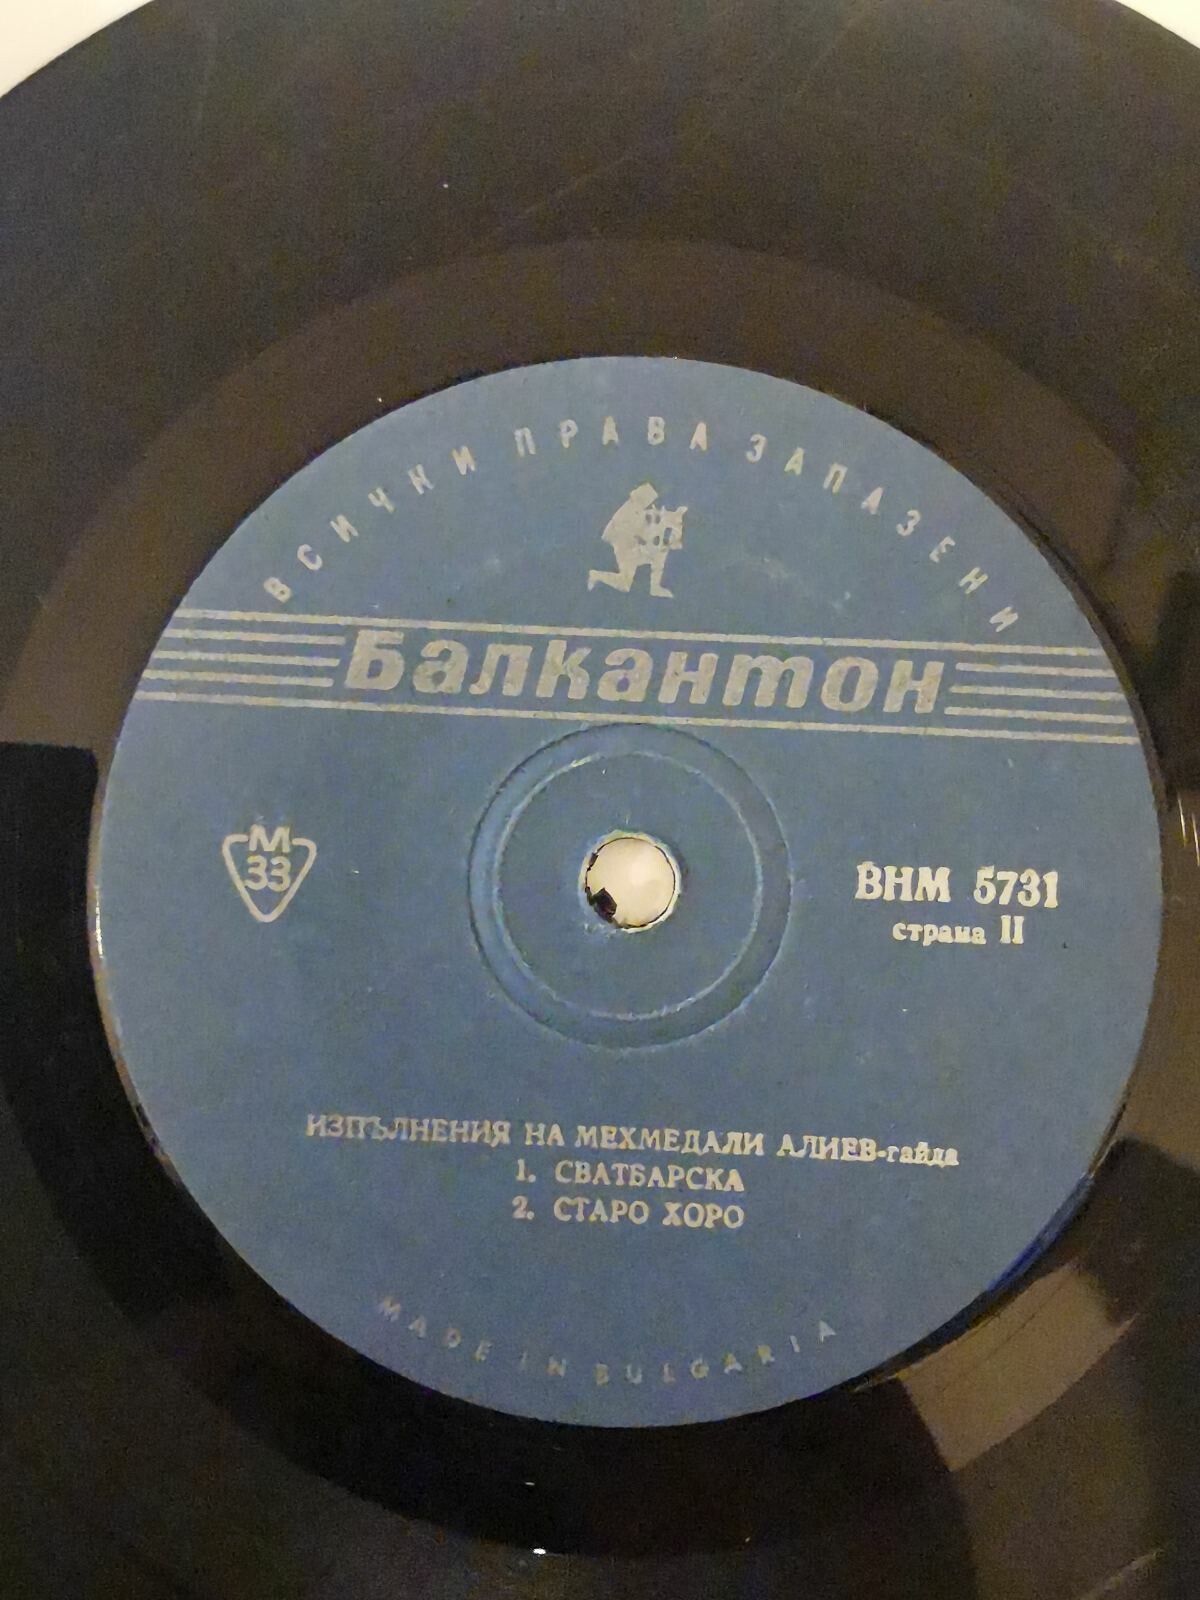 ВСИЧКИ ПРАВА ЗАПАЗЕНИ
Балкантон
М
33
ВНМ 5731
страна II
ИЗПЪЛНЕНИЯ НА МЕХМЕДАЛИ АЛИЕВ-гайда
1. СВАТБАРСКА
2. СТАРО ХОРО
MADE IN BULGARIA